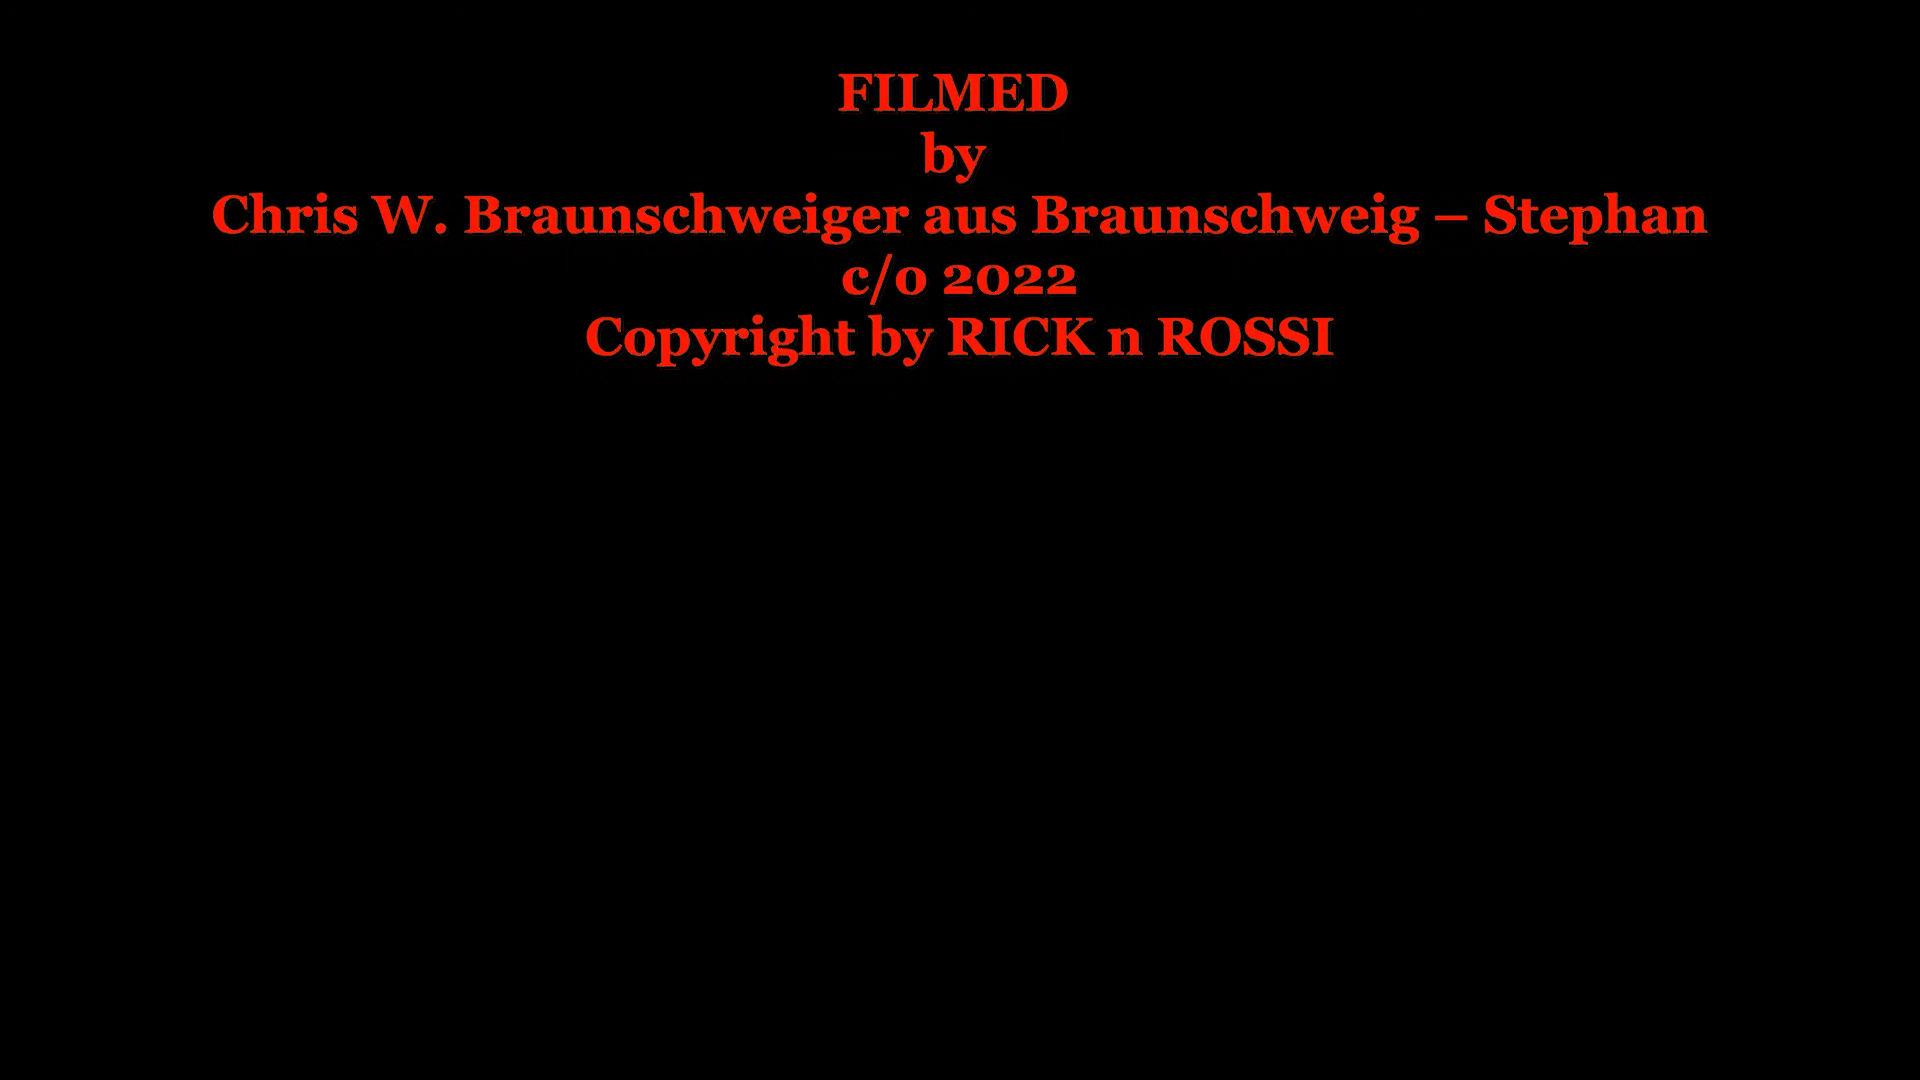 FILMED
by
Chris W. Braunschweiger aus Braunschweig – Stephan
c/o 2022
Copyright by RICK n ROSSI